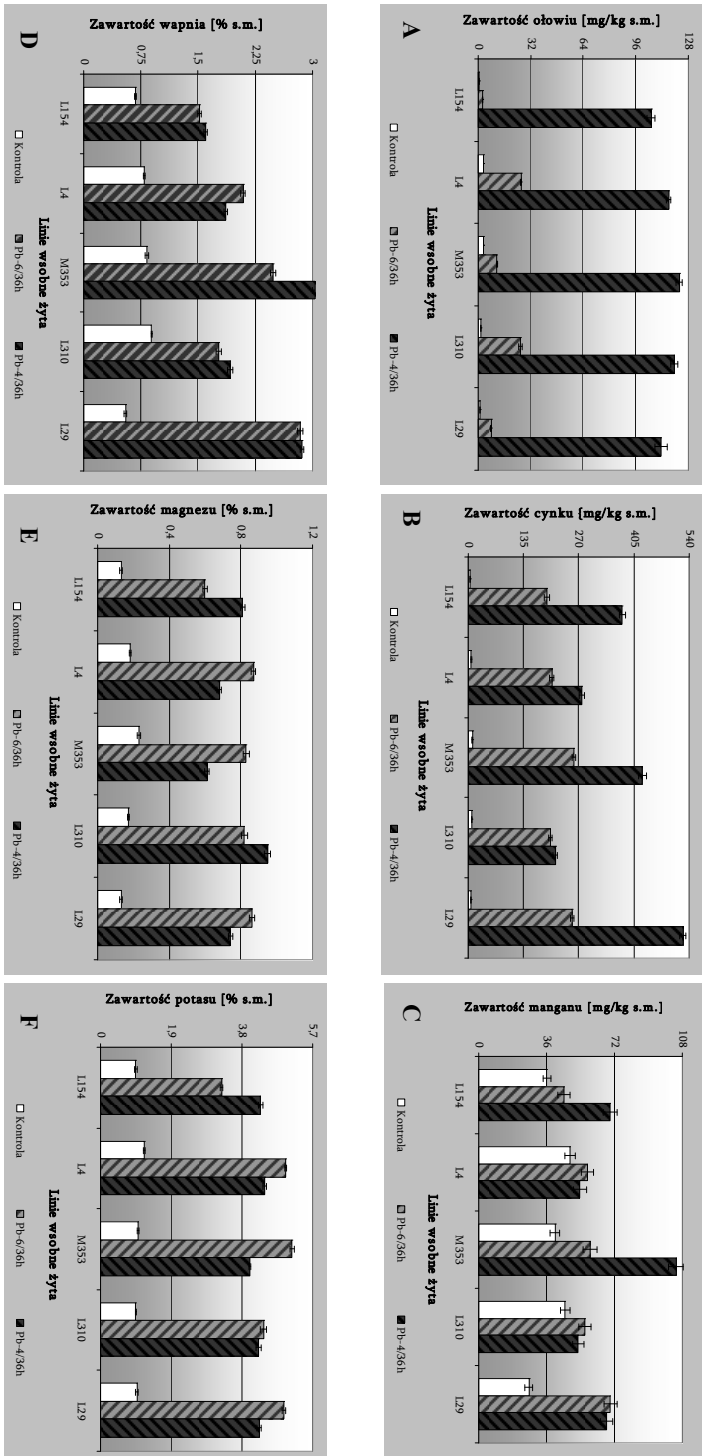 A
Zawartość ołowiu [mg/kg s.m.]
0 32 64 96 128
L154 L4 M353 L310 L29
Linie wsobne żyta
Kontrola Pb-6/36h Pb-4/36h
B
Zawartość cynku {mg/kg s.m.]
0 135 270 405 540
L154 L4 M353 L310 L29
Linie wsobne żyta
Kontrola Pb-6/36h Pb-4/36h
C
Zawartość manganu [mg/kg s.m.]
0 36 72 108
L154 L4 M353 L310 L29
Linie wsobne żyta
Kontrola Pb-6/36h Pb-4/36h
D
Zawartość wapnia [% s.m.]
0 0,75 1,5 2,25 3
L154 L4 M353 L310 L29
Linie wsobne żyta
Kontrola Pb-6/36h Pb-4/36h
E
Zawartość magnezu [% s.m.]
0 0,4 0,8 1,2
L154 L4 M353 L310 L29
Linie wsobne żyta
Kontrola Pb-6/36h Pb-4/36h
F
Zawartość potasu [% s.m.]
0 1,9 3,8 5,7
L154 L4 M353 L310 L29
Linie wsobne żyta
Kontrola Pb-6/36h Pb-4/36h